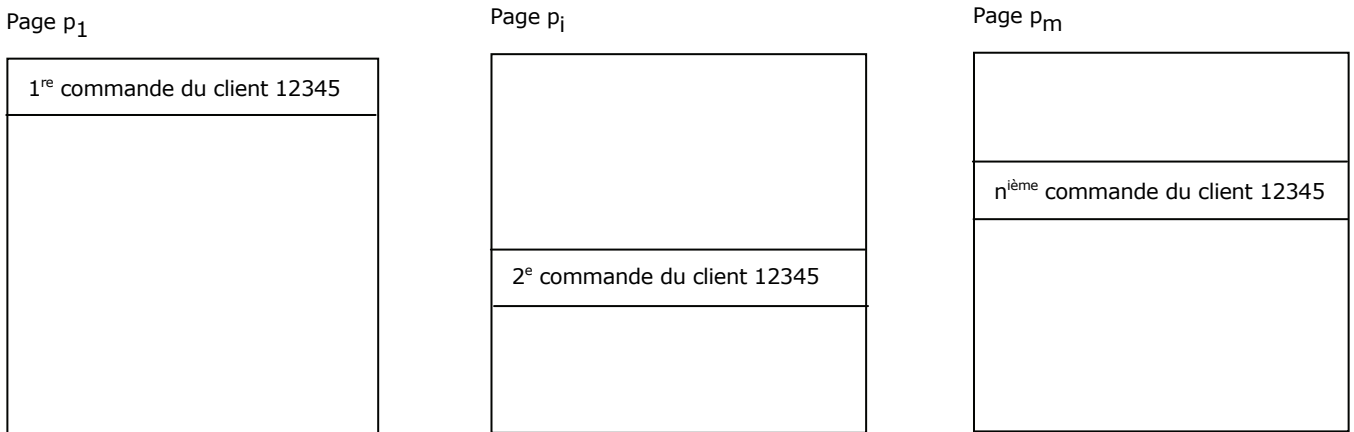 Page p1
1re commande du client 12345
Page pi
2e commande du client 12345
Page pm
nième commande du client 12345